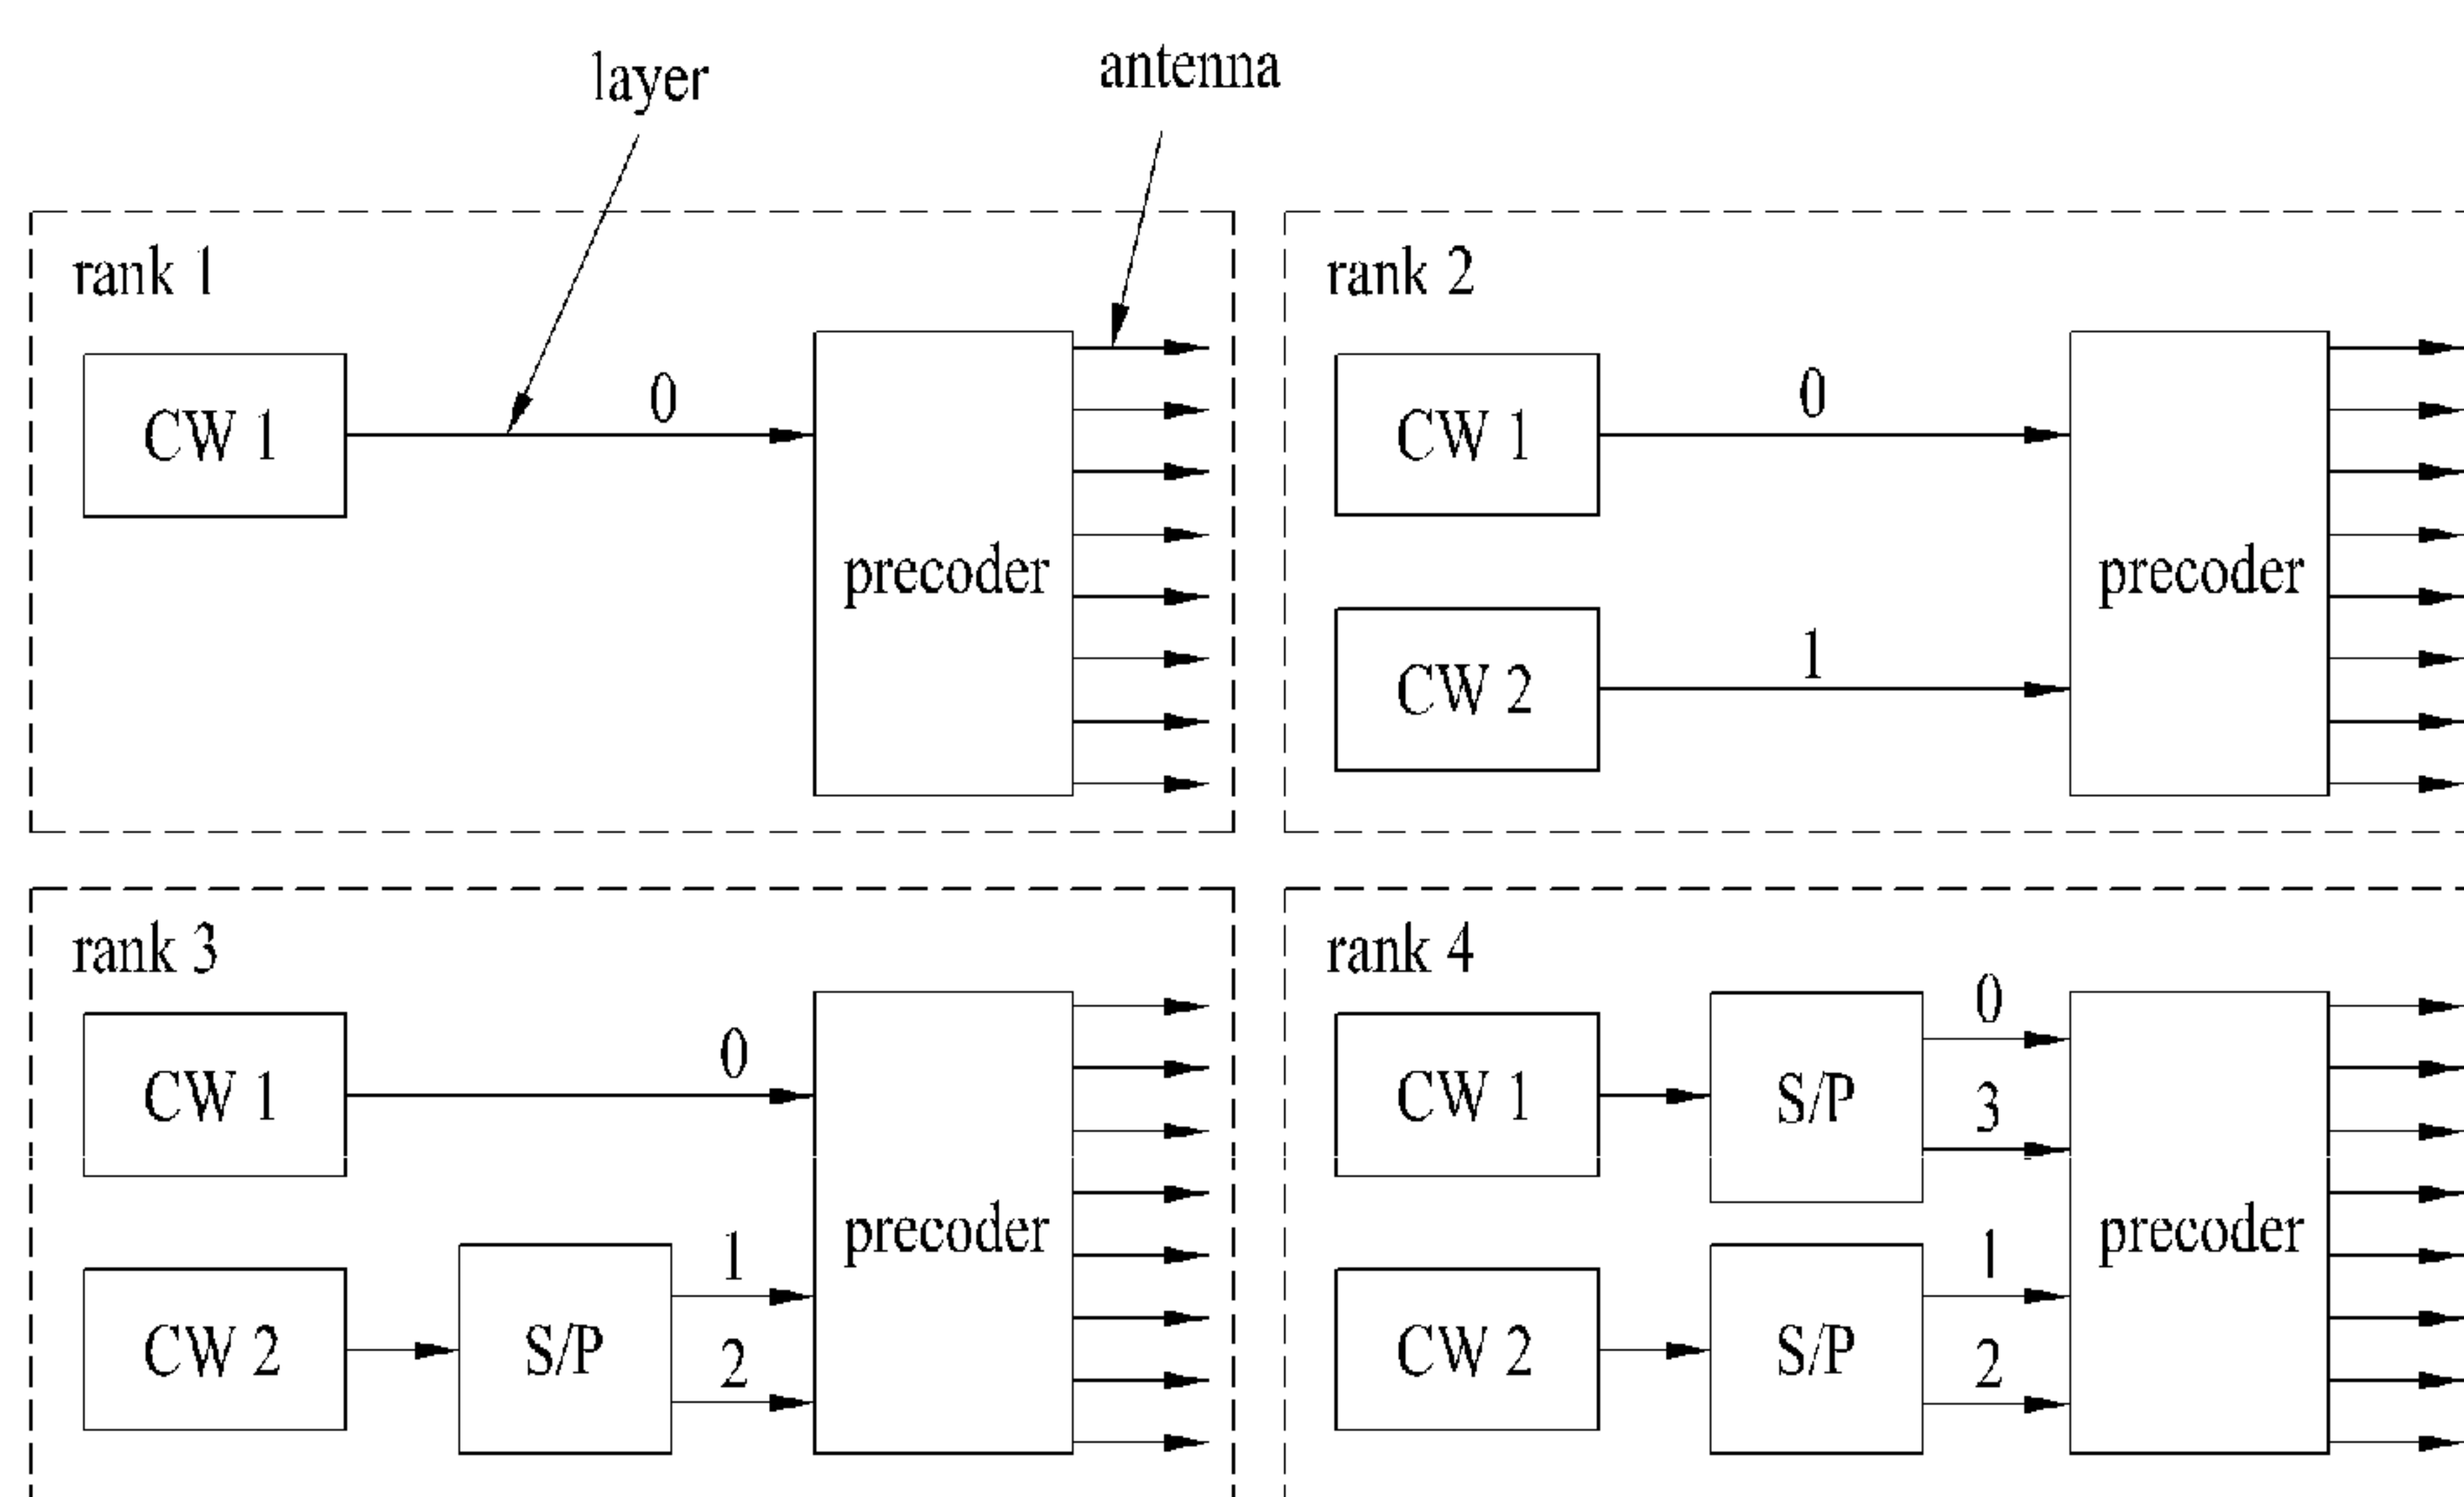 layer
antenna
rank 1
CW 1
0
precoder
rank 2
CW 1
0
CW 2
1
precoder
rank 3
CW 1
0
CW 2
S/P
1
2
precoder
rank 4
CW 1
S/P
0
3
CW 2
S/P
1
2
precoder